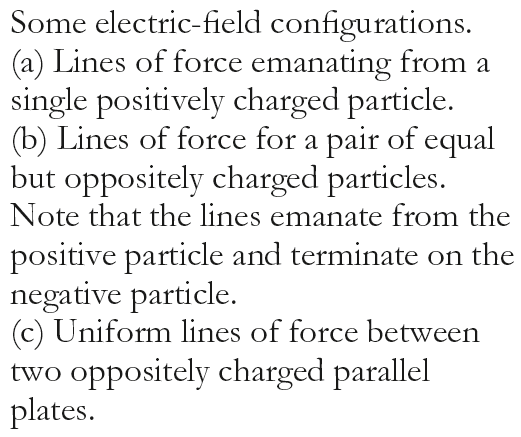 Some electric-field configurations.
(a) Lines of force emanating from a
single positively charged particle.
(b) Lines of force for a pair of equal
but oppositely charged particles.
Note that the lines emanate from the
positive particle and terminate on the
negative particle.
(c) Uniform lines of force between
two oppositely charged parallel
plates.